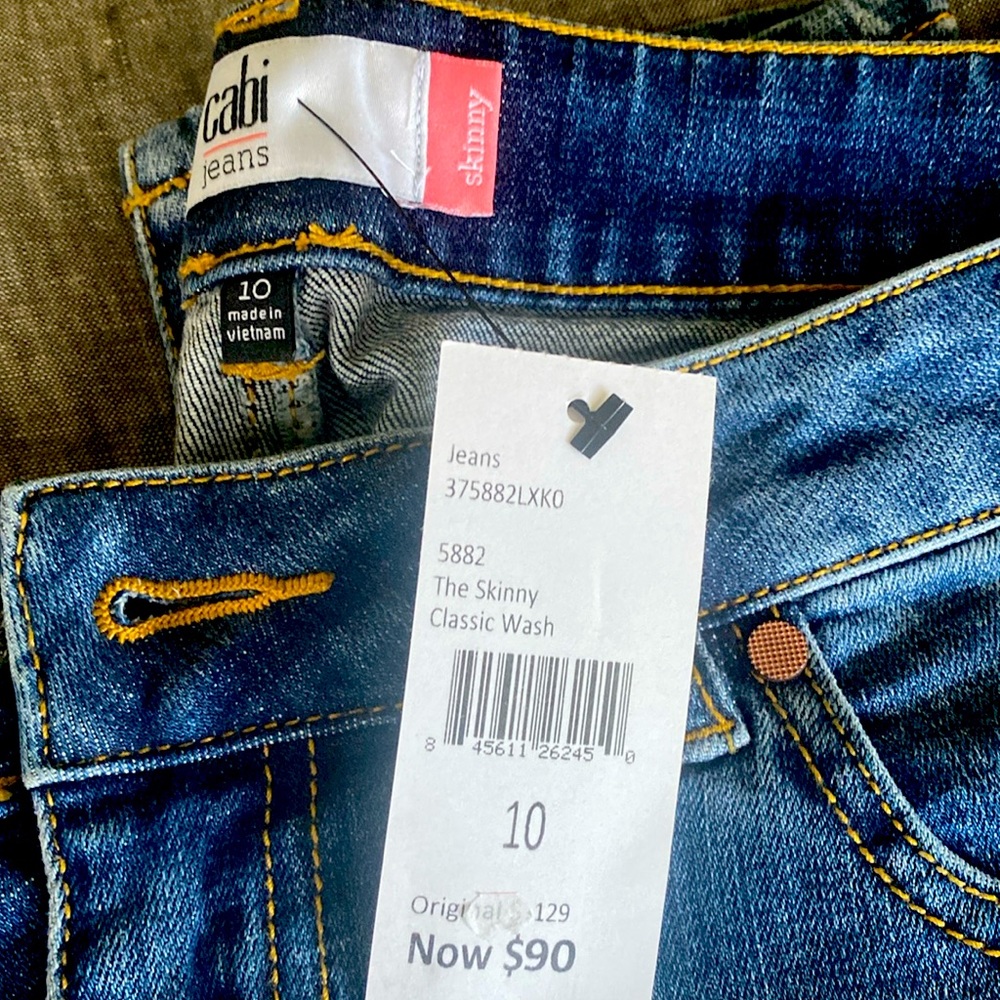 cabi
jeans
skinny
10
made in
vietnam
Jeans
375882LXK0
5882
The Skinny
Classic Wash
8 45611 26245 0
10
Original $ 129
Now $90